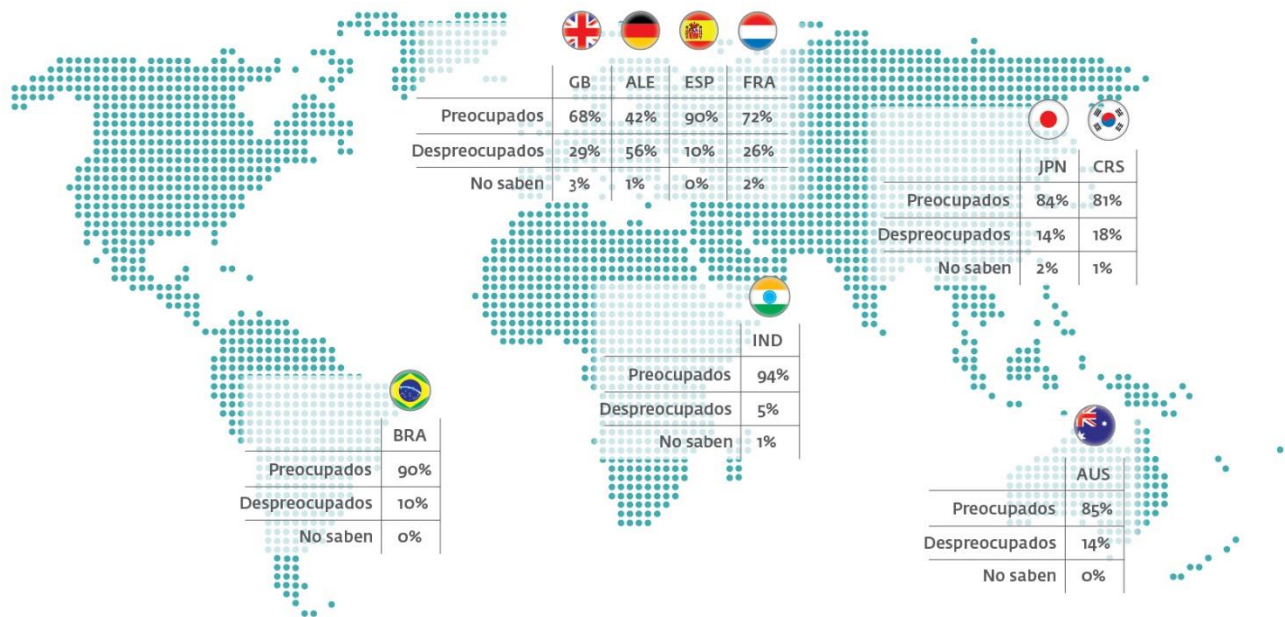 GB ALE ESP FRA
Preocupados 68% 42% 90% 72%
Despreocupados 29% 56% 10% 26%
No saben 3% 1% 0% 2%
JPN CRS
Preocupados 84% 81%
Despreocupados 14% 18%
No saben 2% 1%
IND
Preocupados 94%
Despreocupados 5%
No saben 1%
BRA
Preocupados 90%
Despreocupados 10%
No saben 0%
AUS
Preocupados 85%
Despreocupados 14%
No saben 0%